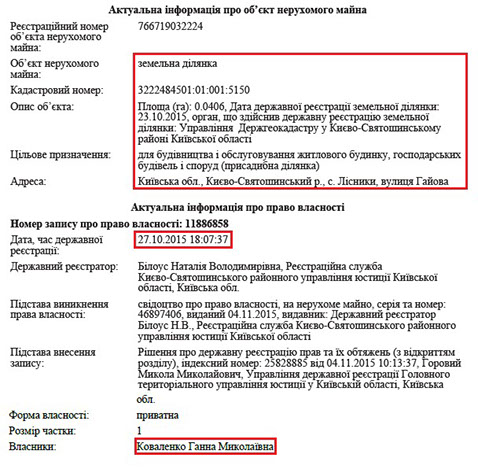 Актуальна інформація про об'єкт нерухомого майна
Реєстраційний номер 766719032224
об'єкта нерухомого
майна:
Об'єкт нерухомого земельна ділянка
майна:
Кадастровий номер: 3222484501:01:001:5150
Опис об'єкта: Площа (га): 0.0406, Дата державної реєстрації земельної ділянки:
23.10.2015, орган, що здійснив державну реєстрацію земельної
ділянки: Управління Держгеокадастру у Києво-Святошинському
районі Київської області
Цільове призначення: для будівництва і обслуговування житлового будинку, господарських
будівель і споруд (присадибна ділянка)
Адреса: Київська обл., Києво-Святошинський р., с. Лісники, вулиця Гайова
Актуальна інформація про право власності
Номер запису про право власності: 11886858
Дата, час державної 27.10.2015 18:07:37
реєстрації:
Державний реєстратор: Білоус Наталія Володимирівна, Реєстраційна служба
Києво-Святошинського районного управління юстиції Київської
області, Київська обл.
Підстава виникнення свідоцтво про право власності, на нерухоме майно, серія та номер:
права власності: 46897406, виданий 04.11.2015, видавник: Державний реєстратор
Білоус Н.В., Реєстраційна служба Києво-Святошинського районного
управління юстиції Київської області
Підстава внесення Рішення про державну реєстрацію прав та їх обтяжень (з відкриттям
запису: розділу), індексний номер: 25828885 від 04.11.2015 10:13:37, Горовий
Микола Миколайович, Управління державної реєстрації Головного
територіального управління юстиції у Київській області, Київська
обл.
Форма власності: приватна
Розмір частки: 1
Власники: Коваленко Ганна Миколаївна